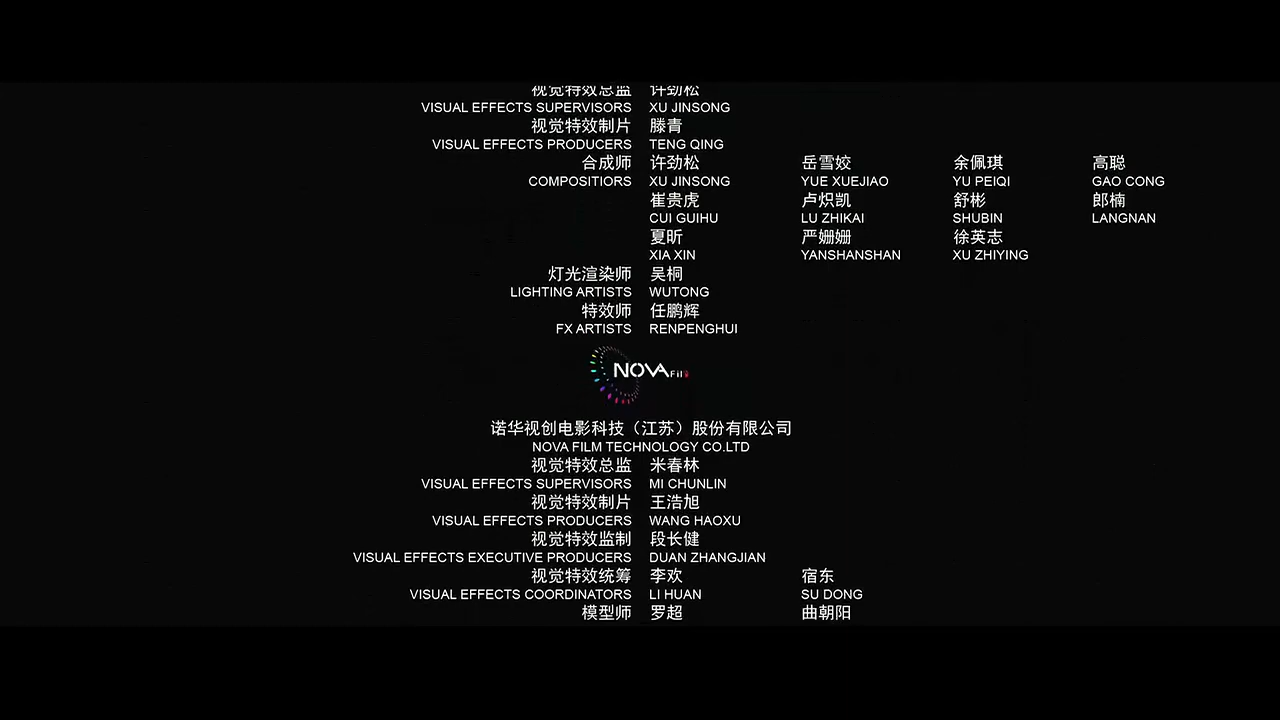 视觉特效总监 许劲松
VISUAL EFFECTS SUPERVISORS XU JINSONG
视觉特效制片 滕青
VISUAL EFFECTS PRODUCERS TENG QING
合成师 许劲松 岳雪姣 余佩琪 高聪
COMPOSITIORS XU JINSONG YUE XUEJIAO YU PEIQI GAO CONG
崔贵虎 卢炽凯 舒彬 郎楠
CUI GUIHU LU ZHIKAI SHUBIN LANGNAN
夏昕 严姗姗 徐英志
XIA XIN YANSHANSHAN XU ZHIYING
灯光渲染师 吴桐
LIGHTING ARTISTS WUTONG
特效师 任鹏辉
FX ARTISTS RENPENGHUI
NOVA
诺华视创电影科技（江苏）股份有限公司
NOVA FILM TECHNOLOGY CO.LTD
视觉特效总监 米春林
VISUAL EFFECTS SUPERVISORS MI CHUNLIN
视觉特效制片 王浩旭
VISUAL EFFECTS PRODUCERS WANG HAOXU
视觉特效监制 段长健
VISUAL EFFECTS EXECUTIVE PRODUCERS DUAN ZHANGJIAN
视觉特效统筹 李欢 宿东
VISUAL EFFECTS COORDINATORS LI HUAN SU DONG
模型师 罗超 曲朝阳